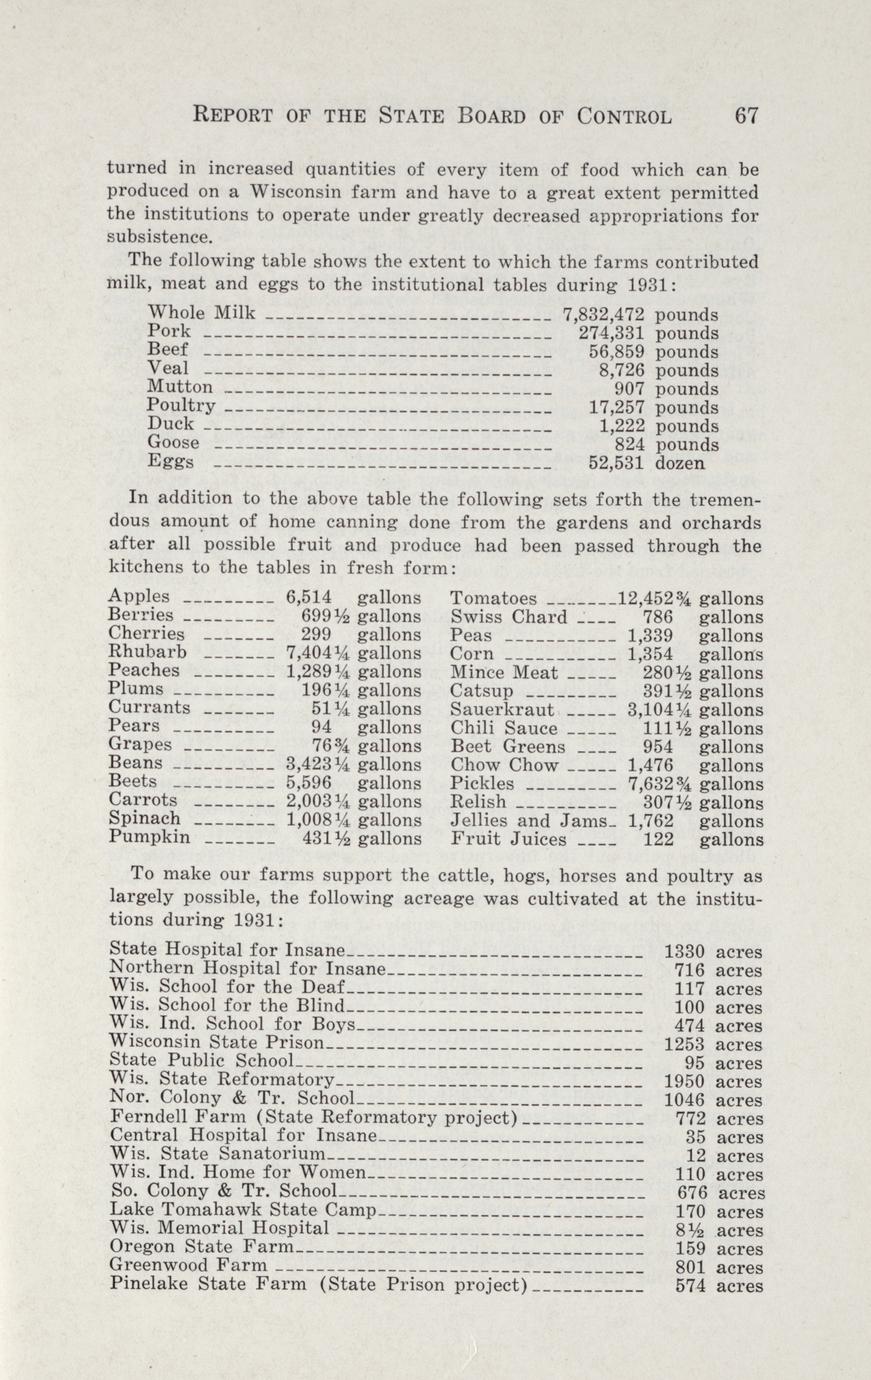 REPORT OF THE STATE BOARD OF CONTROL 67
turned in increased quantities of every item of food which can be
produced on a Wisconsin farm and have to a great extent permitted
the institutions to operate under greatly decreased appropriations for
subsistence.
The following table shows the extent to which the farms contributed
milk, meat and eggs to the institutional tables during 1931:
Whole Milk 7,832,472 pounds
Pork 274,331 pounds
Beef 56,859 pounds
Veal 8,726 pounds
Mutton 907 pounds
Poultry 17,257 pounds
Duck 1,222 pounds
Goose 824 pounds
Eggs 52,531 dozen
In addition to the above table the following sets forth the tremen-
dous amount of home canning done from the gardens and orchards
after all possible fruit and produce had been passed through the
kitchens to the tables in fresh form:
Apples 6,514 gallons
Berries 699½ gallons
Cherries 299 gallons
Rhubarb 7,404¼ gallons
Peaches 1,289¼ gallons
Plums 196¼ gallons
Currants 51¼ gallons
Pears 94 gallons
Grapes 76¾ gallons
Beans 3,423¼ gallons
Beets 5,596 gallons
Carrots 2,003¼ gallons
Spinach 1,008¼ gallons
Pumpkin 431½ gallons
Tomatoes 12,452¾ gallons
Swiss Chard 786 gallons
Peas 1,339 gallons
Corn 1,354 gallons
Mince Meat 280½ gallons
Catsup 391½ gallons
Sauerkraut 3,104¼ gallons
Chili Sauce 111½ gallons
Beet Greens 954 gallons
Chow Chow 1,476 gallons
Pickles 7,632¾ gallons
Relish 307½ gallons
Jellies and Jams 1,762 gallons
Fruit Juices 122 gallons
To make our farms support the cattle, hogs, horses and poultry as
largely possible, the following acreage was cultivated at the institu-
tions during 1931:
State Hospital for Insane 1330 acres
Northern Hospital for Insane 716 acres
Wis. School for the Deaf 117 acres
Wis. School for the Blind 100 acres
Wis. Ind. School for Boys 474 acres
Wisconsin State Prison 1253 acres
State Public School 95 acres
Wis. State Reformatory 1950 acres
Nor. Colony & Tr. School 1046 acres
Ferndell Farm (State Reformatory project) 772 acres
Central Hospital for Insane 35 acres
Wis. State Sanatorium 12 acres
Wis. Ind. Home for Women 110 acres
So. Colony & Tr. School 676 acres
Lake Tomahawk State Camp 170 acres
Wis. Memorial Hospital 8½ acres
Oregon State Farm 159 acres
Greenwood Farm 801 acres
Pinelake State Farm (State Prison project) 574 acres